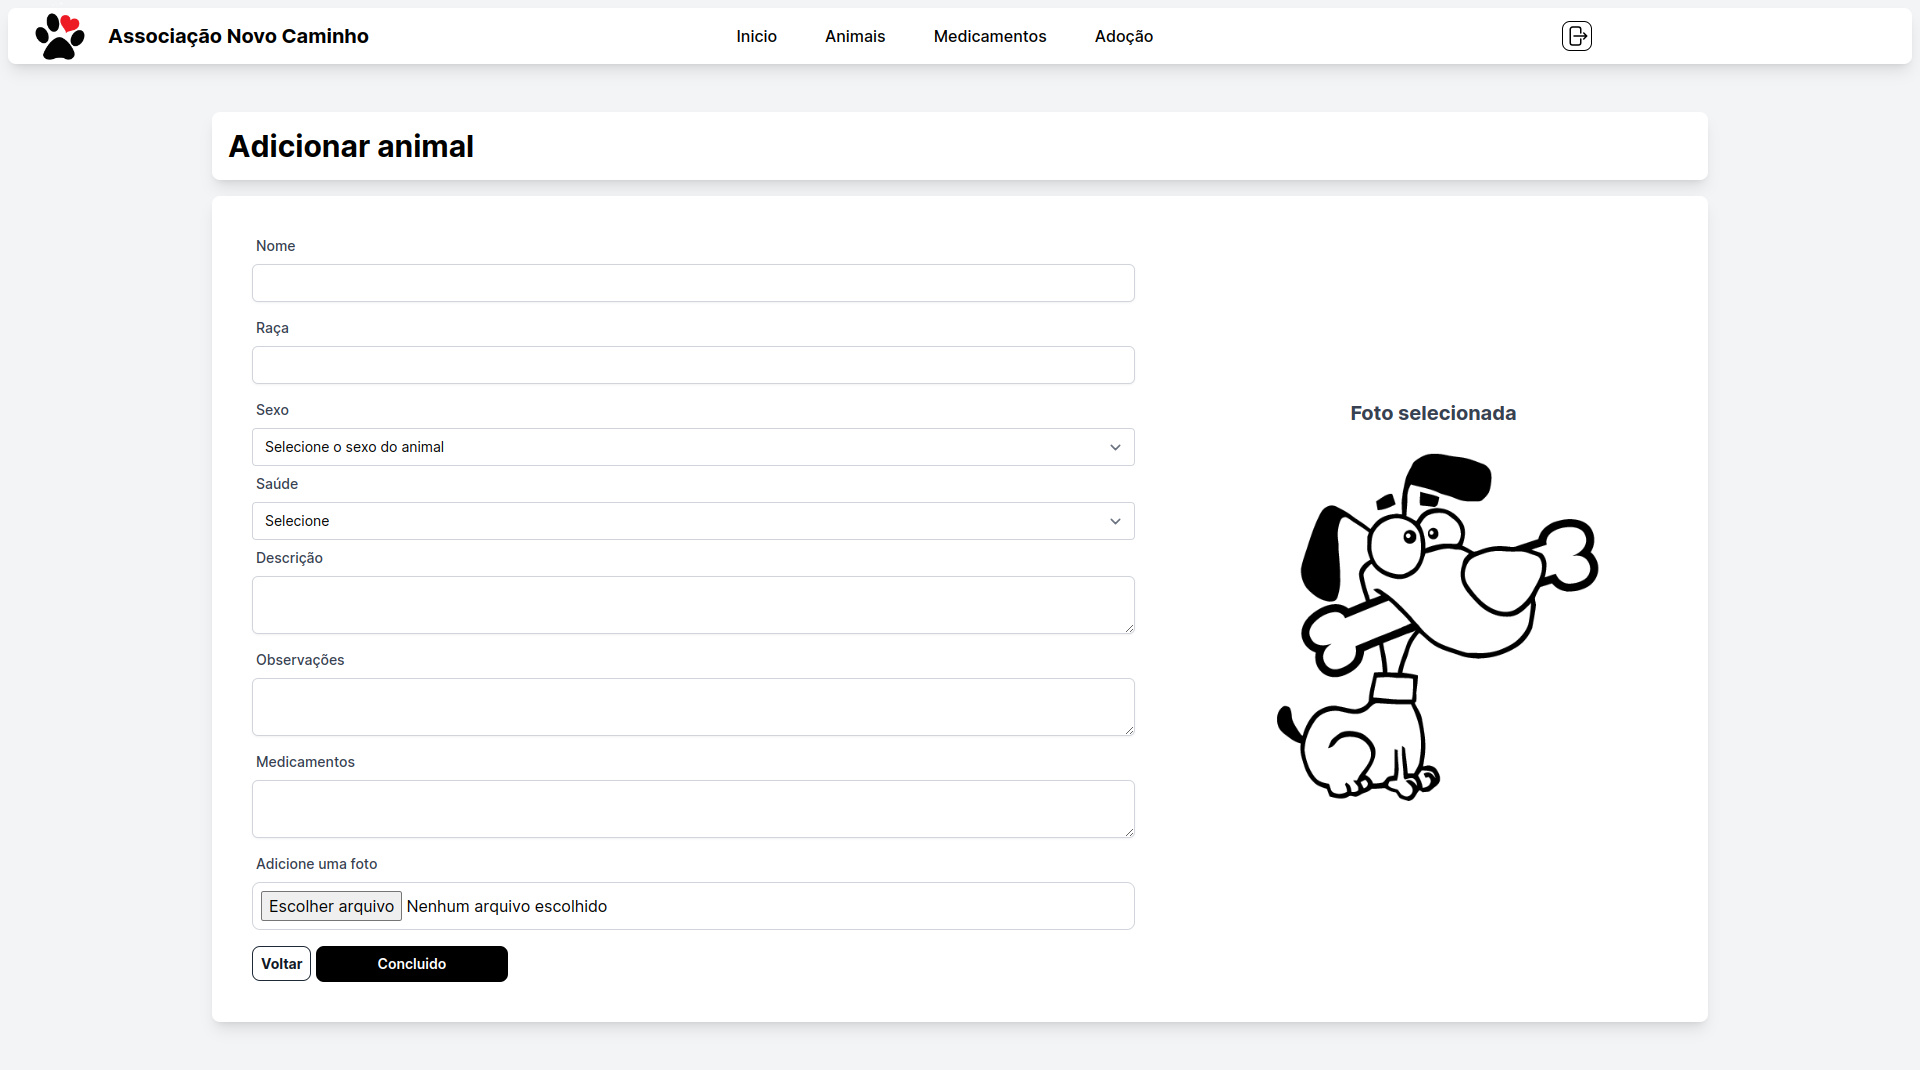 Associação Novo Caminho
Inicio
Animais
Medicamentos
Adoção
Adicionar animal
Nome
Raça
Sexo
Selecione o sexo do animal
Saúde
Selecione
Descrição
Observações
Medicamentos
Adicione uma foto
Escolher arquivo Nenhum arquivo escolhido
Voltar
Concluido
Foto selecionada